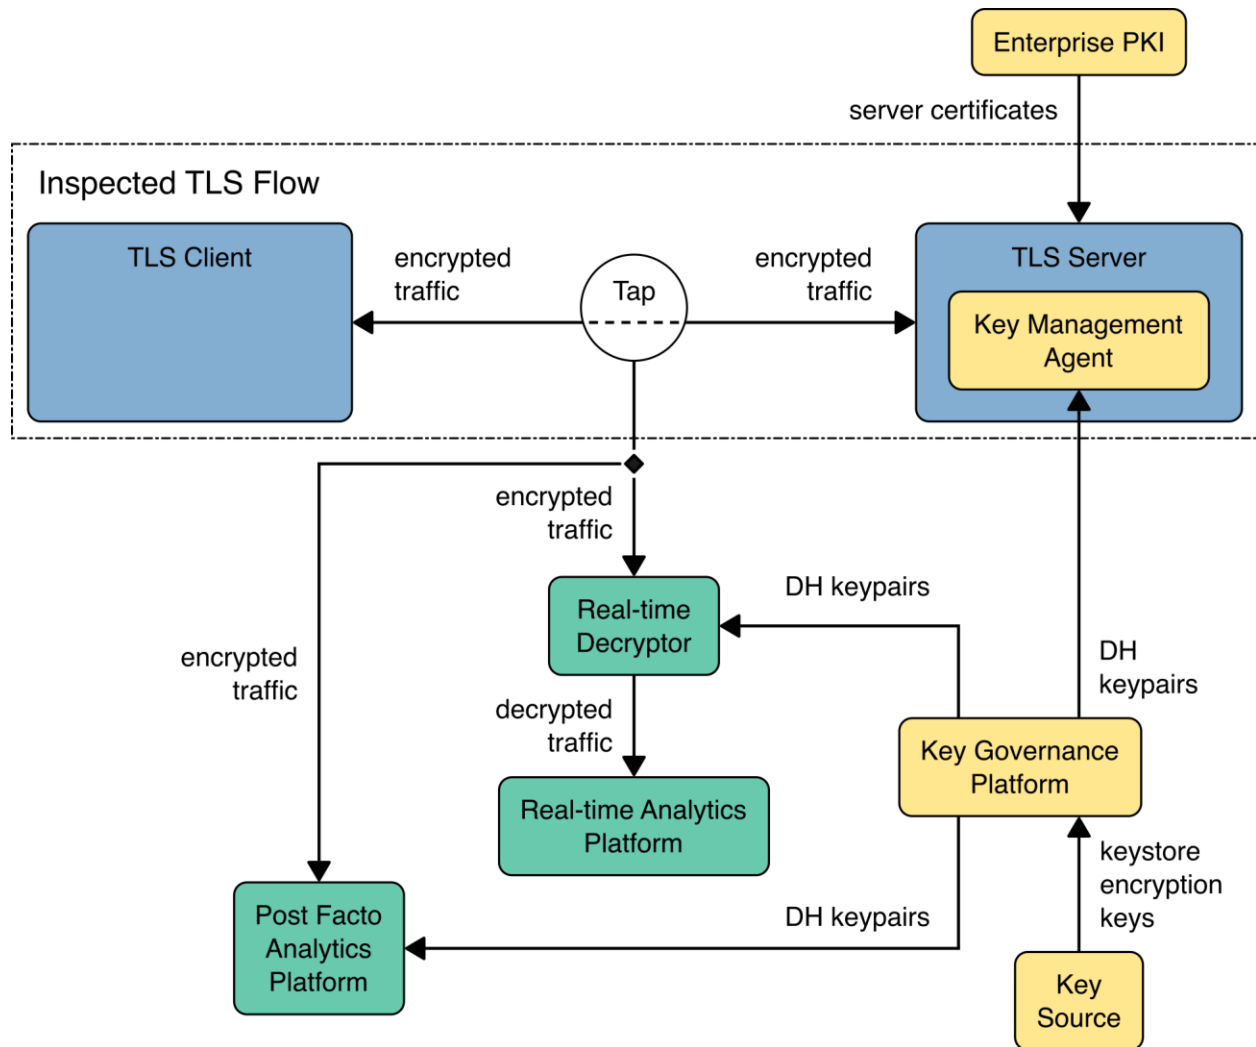 Enterprise PKI
server certificates
Inspected TLS Flow
TLS Client
encrypted
traffic
Tap
encrypted
traffic
TLS Server
Key Management
Agent
encrypted
traffic
Real-time
Decryptor
DH keypairs
encrypted
traffic
DH
keypairs
decrypted
traffic
Key Governance
Platform
Real-time Analytics
Platform
keystore
encryption
keys
Post Facto
Analytics
Platform
DH keypairs
Key
Source